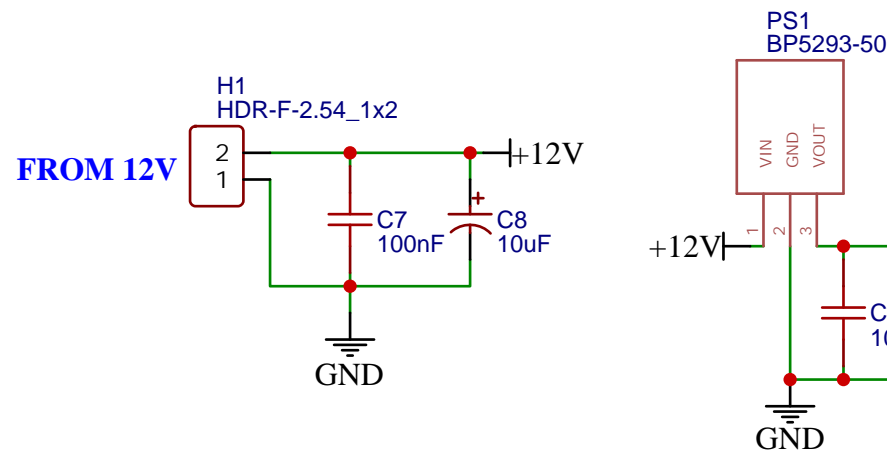 H1
HDR-F-2.54_1x2
FROM 12V
2
1
+12V
C7
100nF
C8
10uF
GND
PS1
BP5293-50
VIN
GND
VOUT
1
2
3
+12V
GND